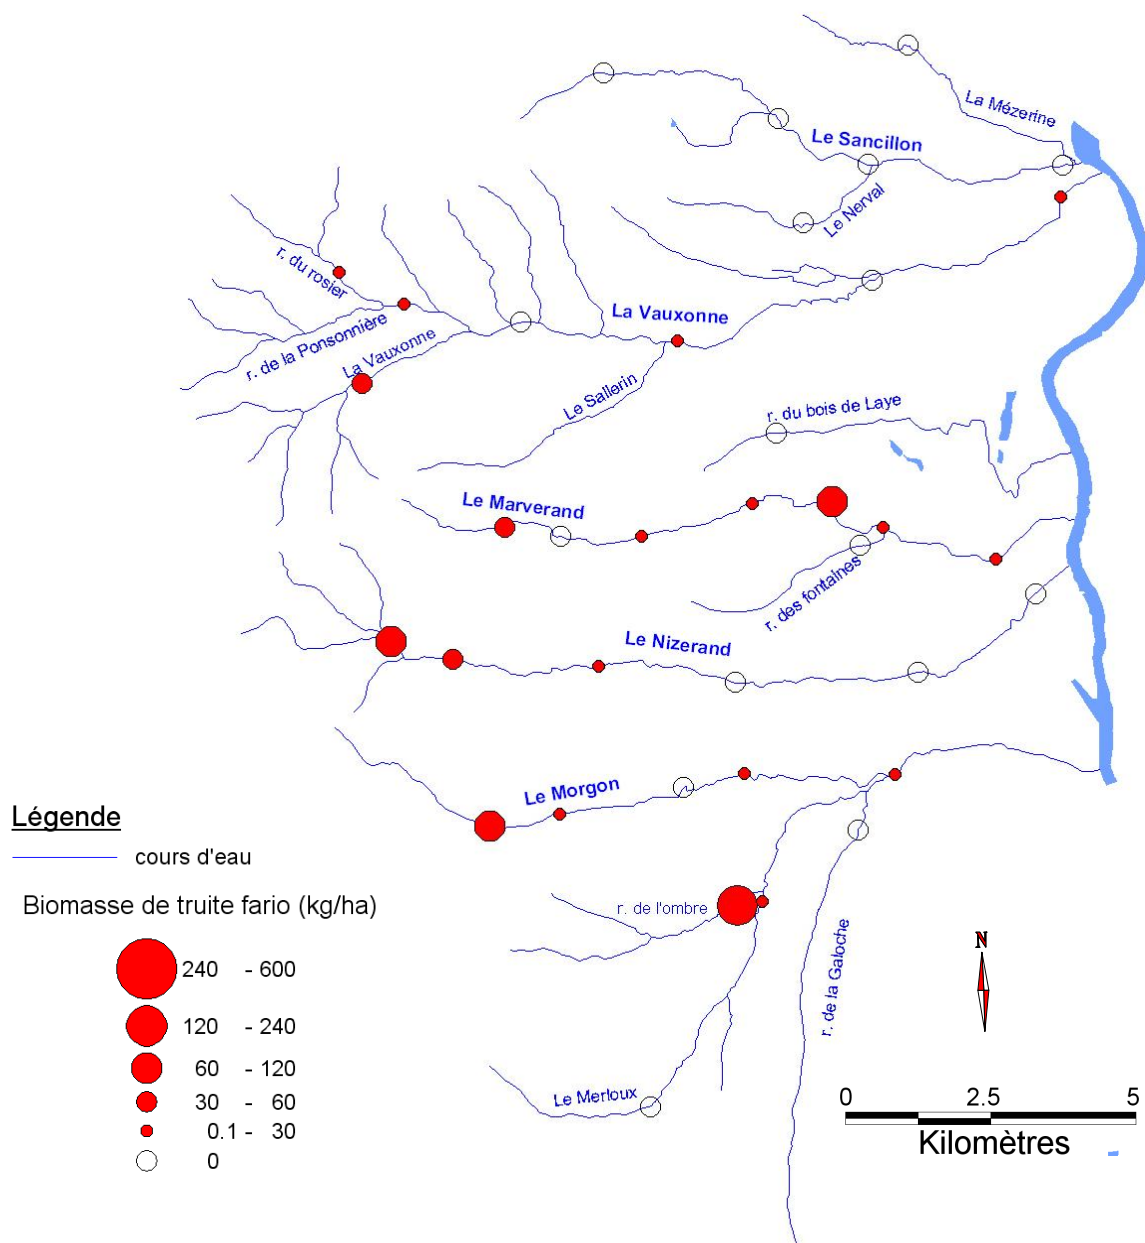 La Mézerine
Le Sancillon
Le Nerval
r. du rosier
La Vauxonne
r. de la Ponsonnière
La Vauxonne
Le Sallerin
r. du bois de Laye
Le Marverand
r. des fontaines
Le Nizerand
Le Morgon
Légende
cours d'eau
Biomasse de truite fario (kg/ha)
r. de l'ombre
240 - 600
120 - 240
60 - 120
30 - 60
0.1 - 30
0
r. de la Galoche
N
Le Merloux
0 2.5 5
Kilomètres